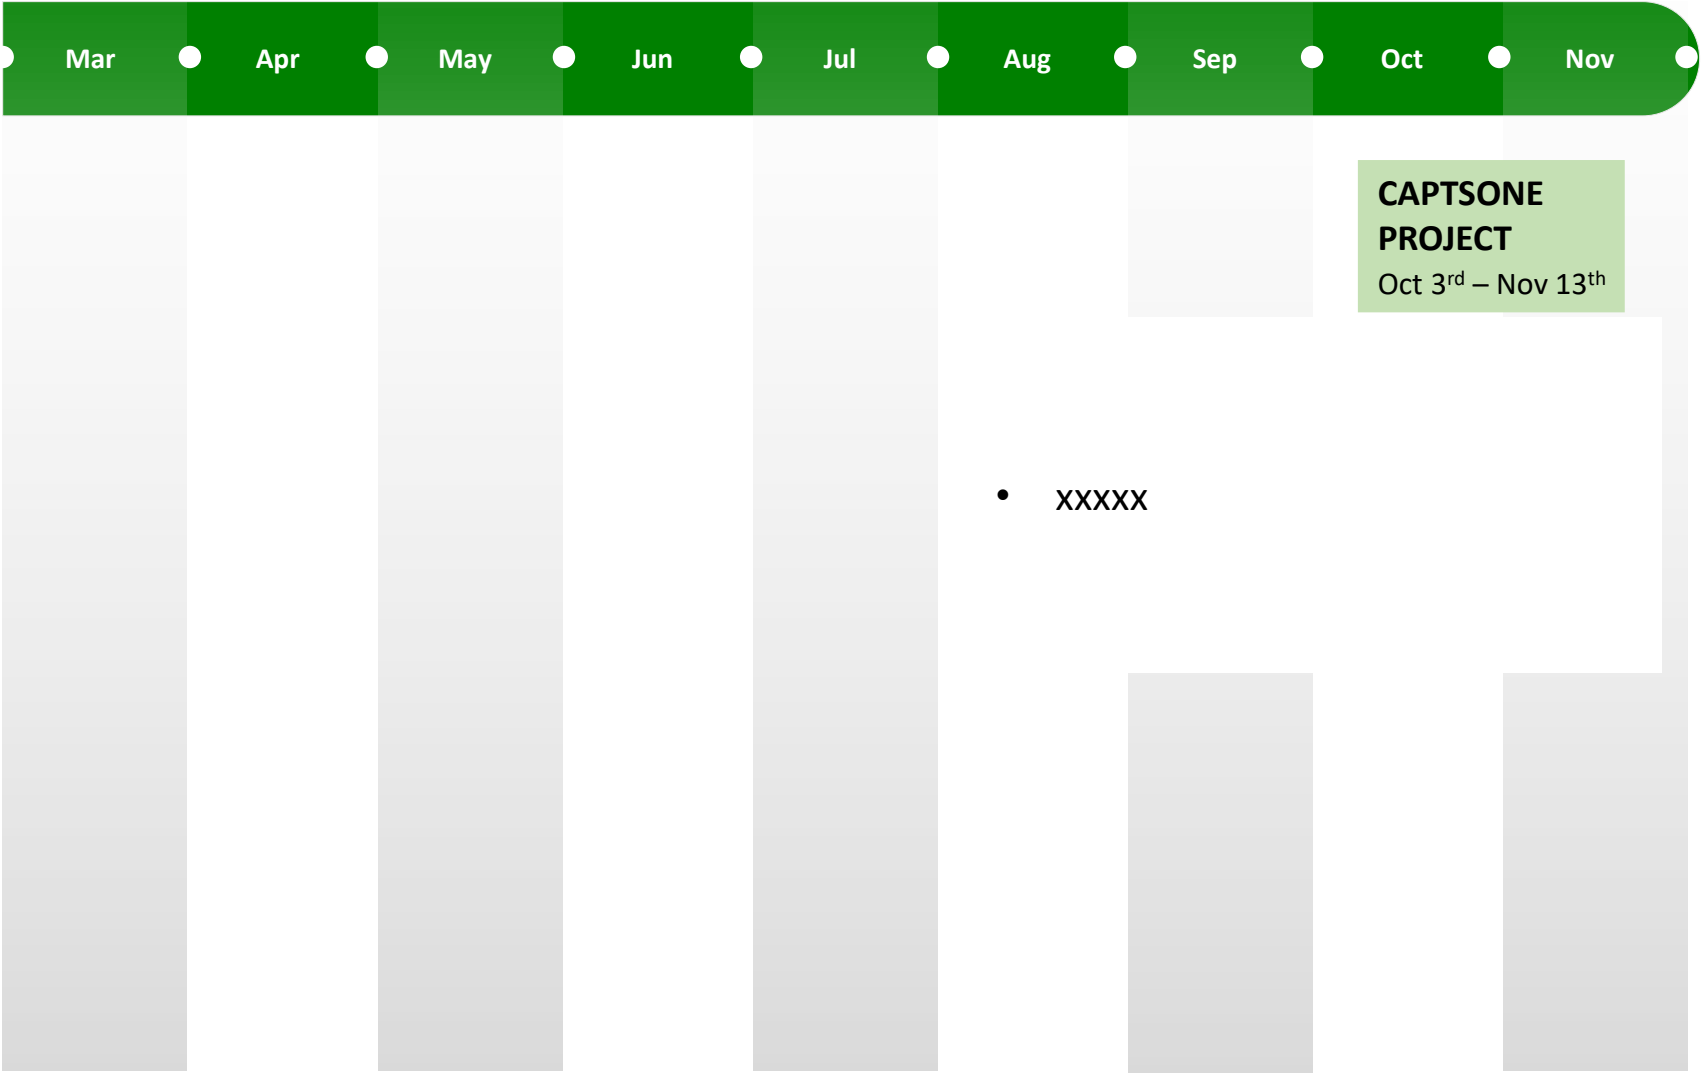 Mar Apr May Jun Jul Aug Sep Oct Nov
CAPTSONE
PROJECT
Oct 3rd – Nov 13th
• xxxxx